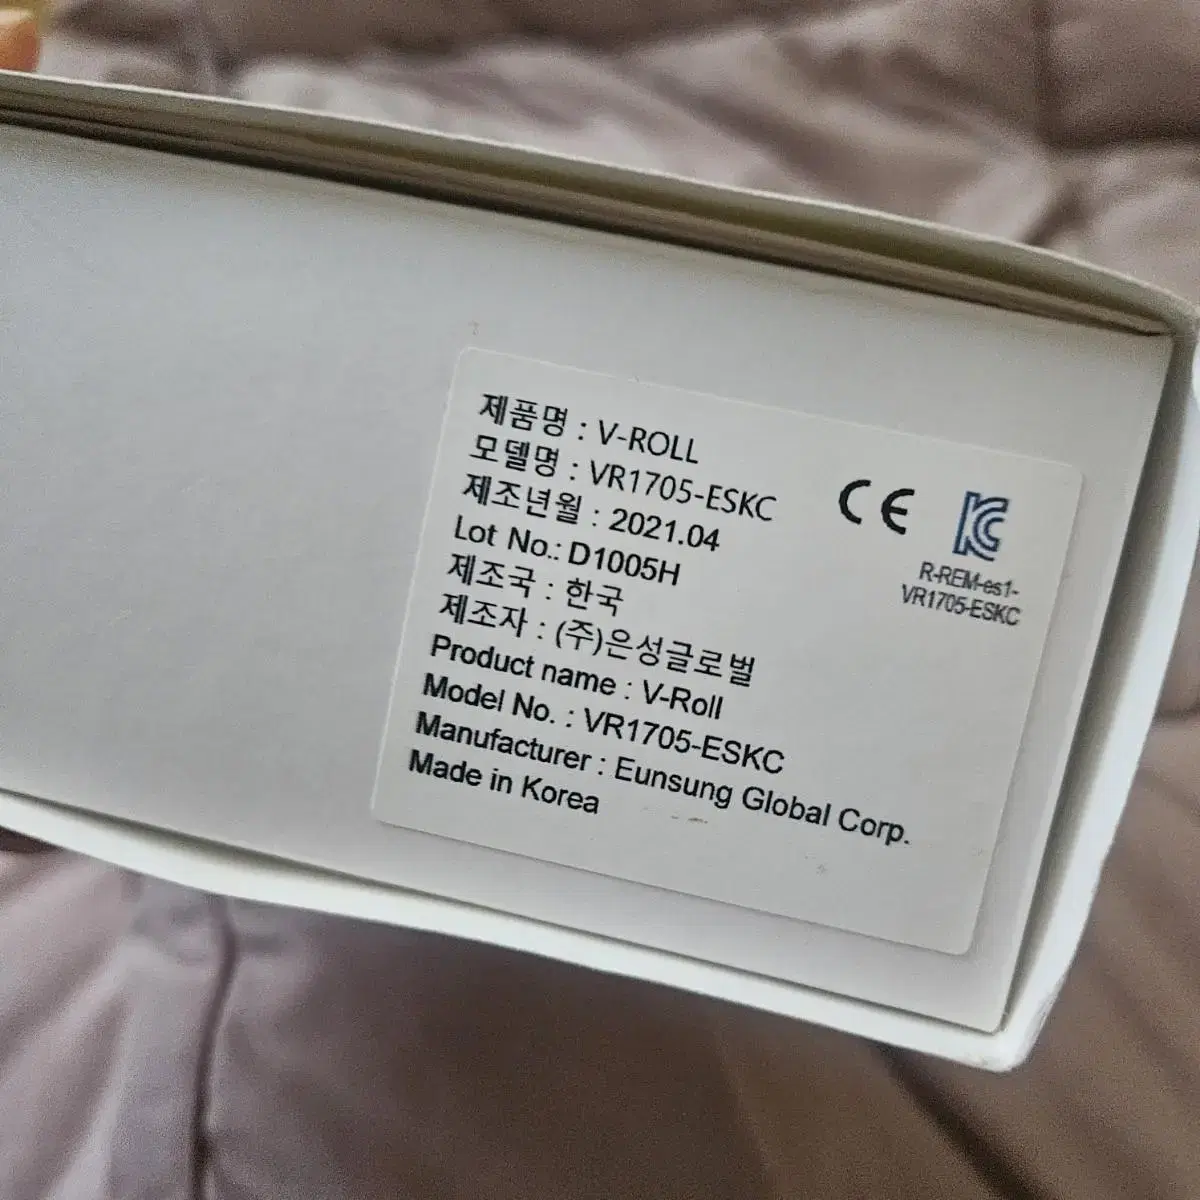 제품명 : V-ROLL
모델명 : VR1705-ESKC
제조년월 : 2021.04
Lot No.: D1005H
제조국 : 한국
제조자 : (주)은성글로벌
Product name : V-Roll
Model No. : VR1705-ESKC
Manufacturer : Eunsung Global Corp.
Made in Korea
CE
KC
R-REM-es1-
VR1705-ESKC